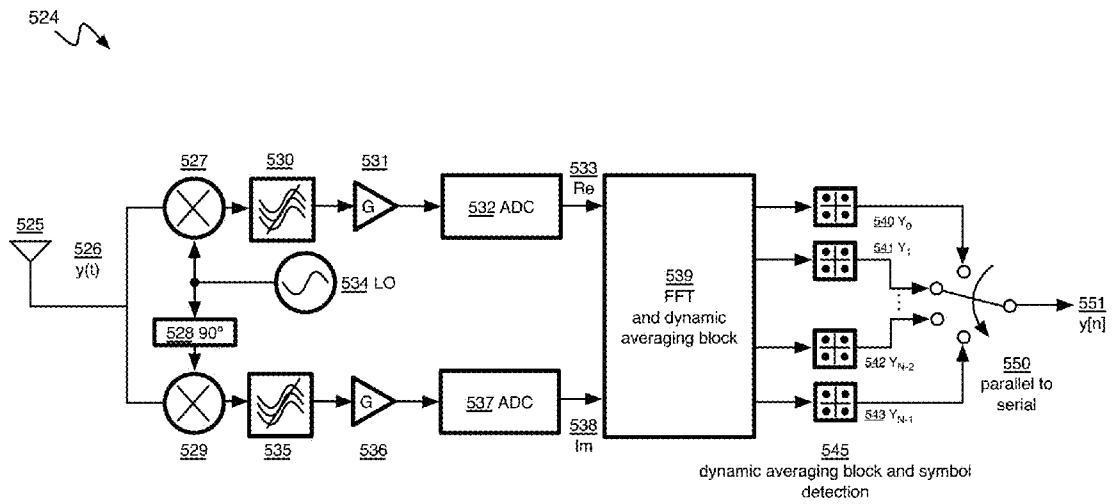 524
527
530
531
533
Re
532 ADC
G
525
526
y(t)
534 LO
528 90°
539
FFT
and dynamic
averaging block
540 Y0
541 Y1
542 YN-2
543 YN-1
551
y[n]
550
parallel to
serial
G
537 ADC
538
Im
529
535
536
545
dynamic averaging block and symbol
detection